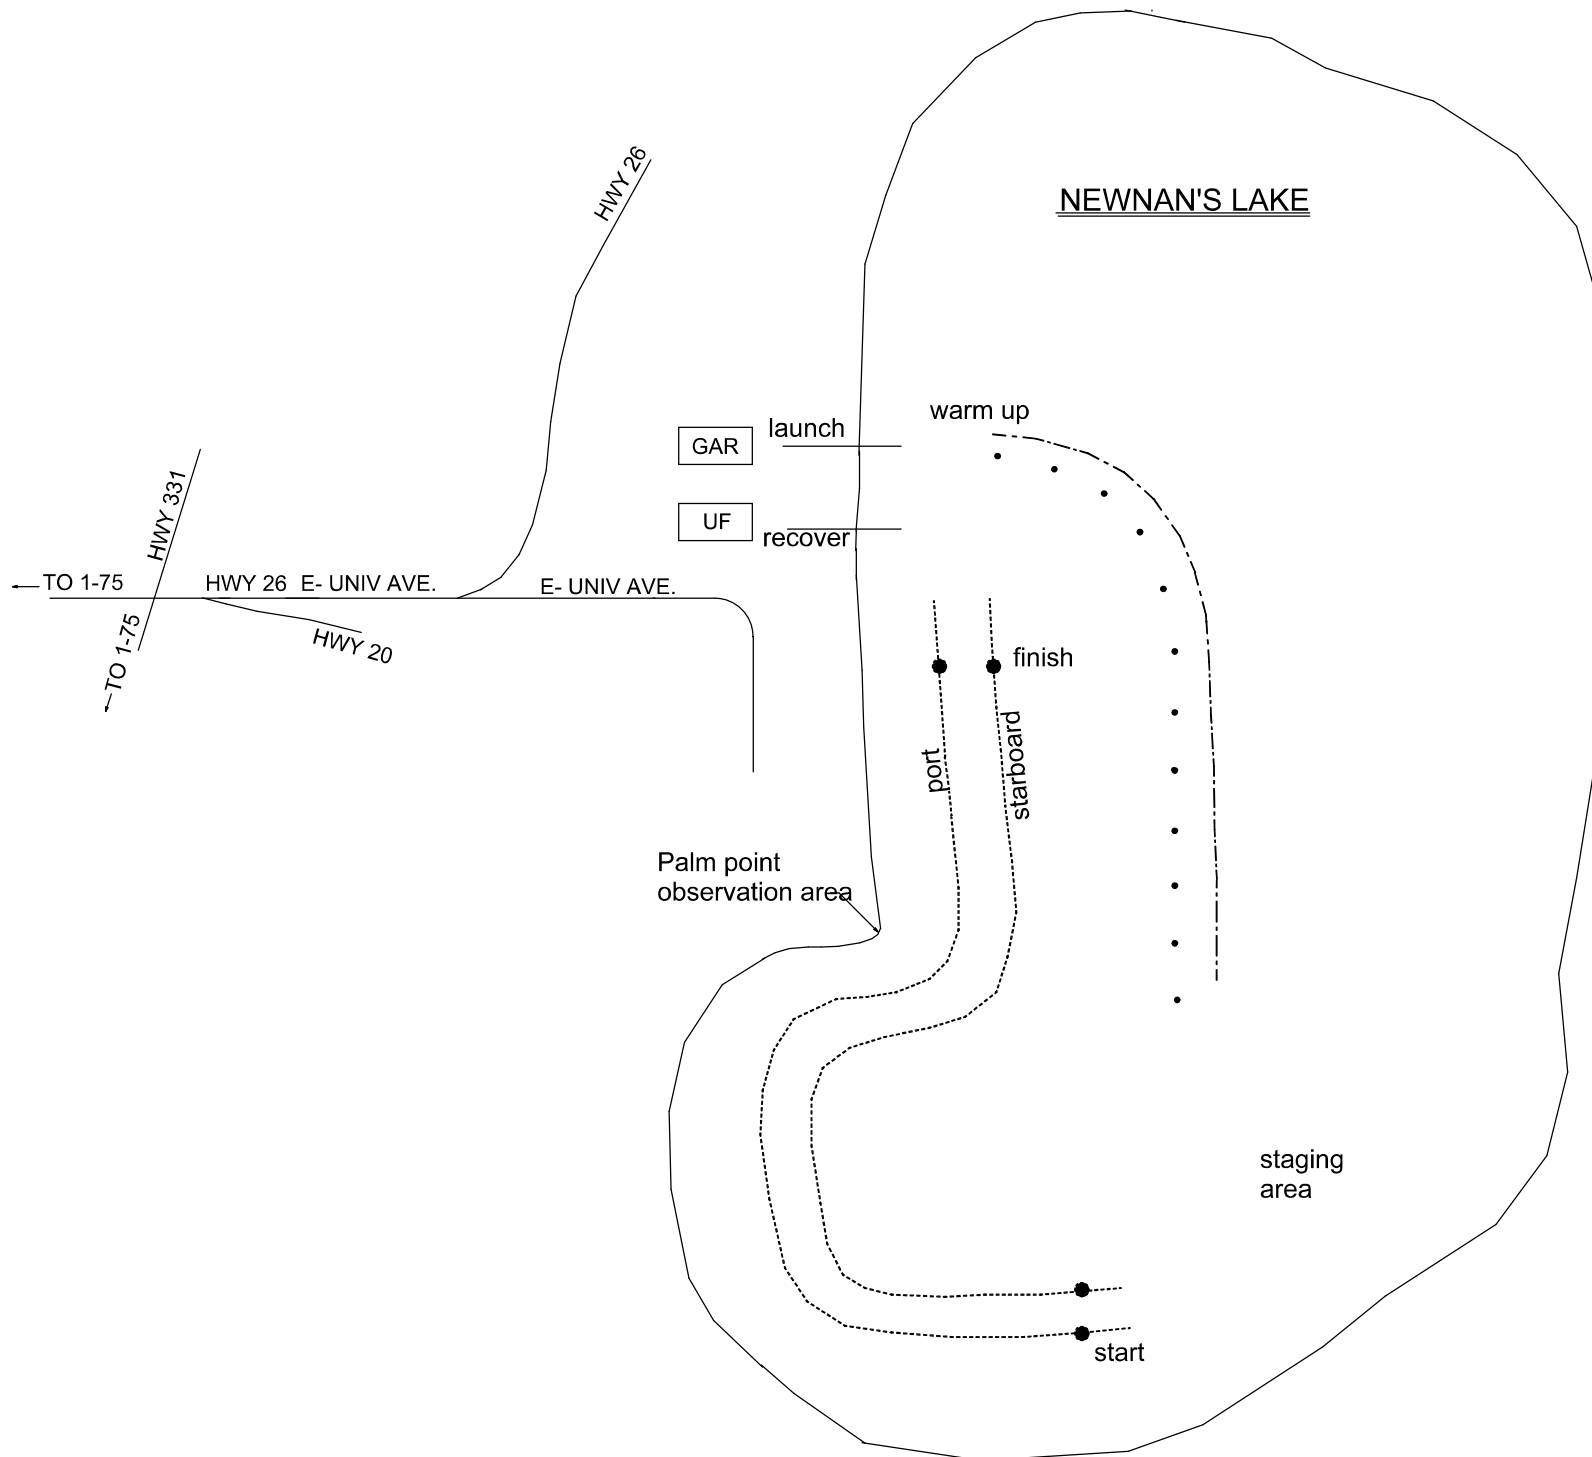 HWY 26
NEWNAN'S LAKE
warm up
launch
GAR
HWY 331
UF
recover
TO 1-75
HWY 26 E- UNIV AVE.
E- UNIV AVE.
HWY 20
TO 1-75
finish
port
starboard
Palm point
observation area
staging
area
start